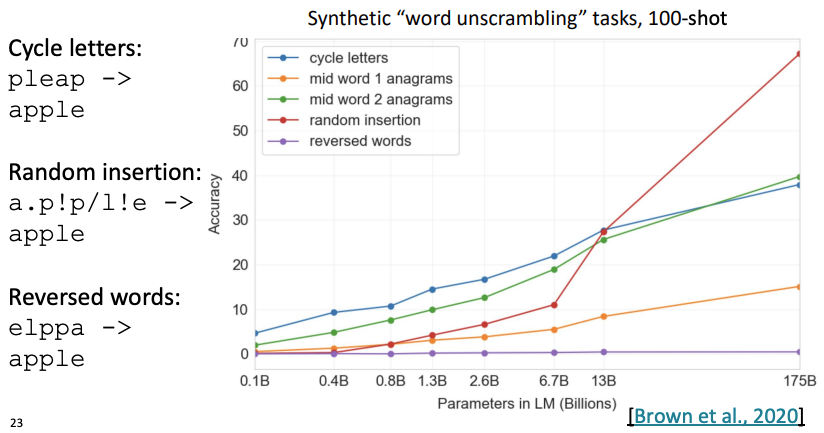 Synthetic “word unscrambling” tasks, 100-shot
Cycle letters:
pleap ->
apple
Random insertion:
a.p!p/l!e ->
apple
Reversed words:
elppa ->
apple
23
cycle letters
mid word 1 anagrams
mid word 2 anagrams
random insertion
reversed words
Accuracy
70
60
50
40
30
20
10
0
0.1B
0.4B
0.8B
1.3B
2.6B
6.7B
13B
175B
Parameters in LM (Billions)
[Brown et al., 2020]